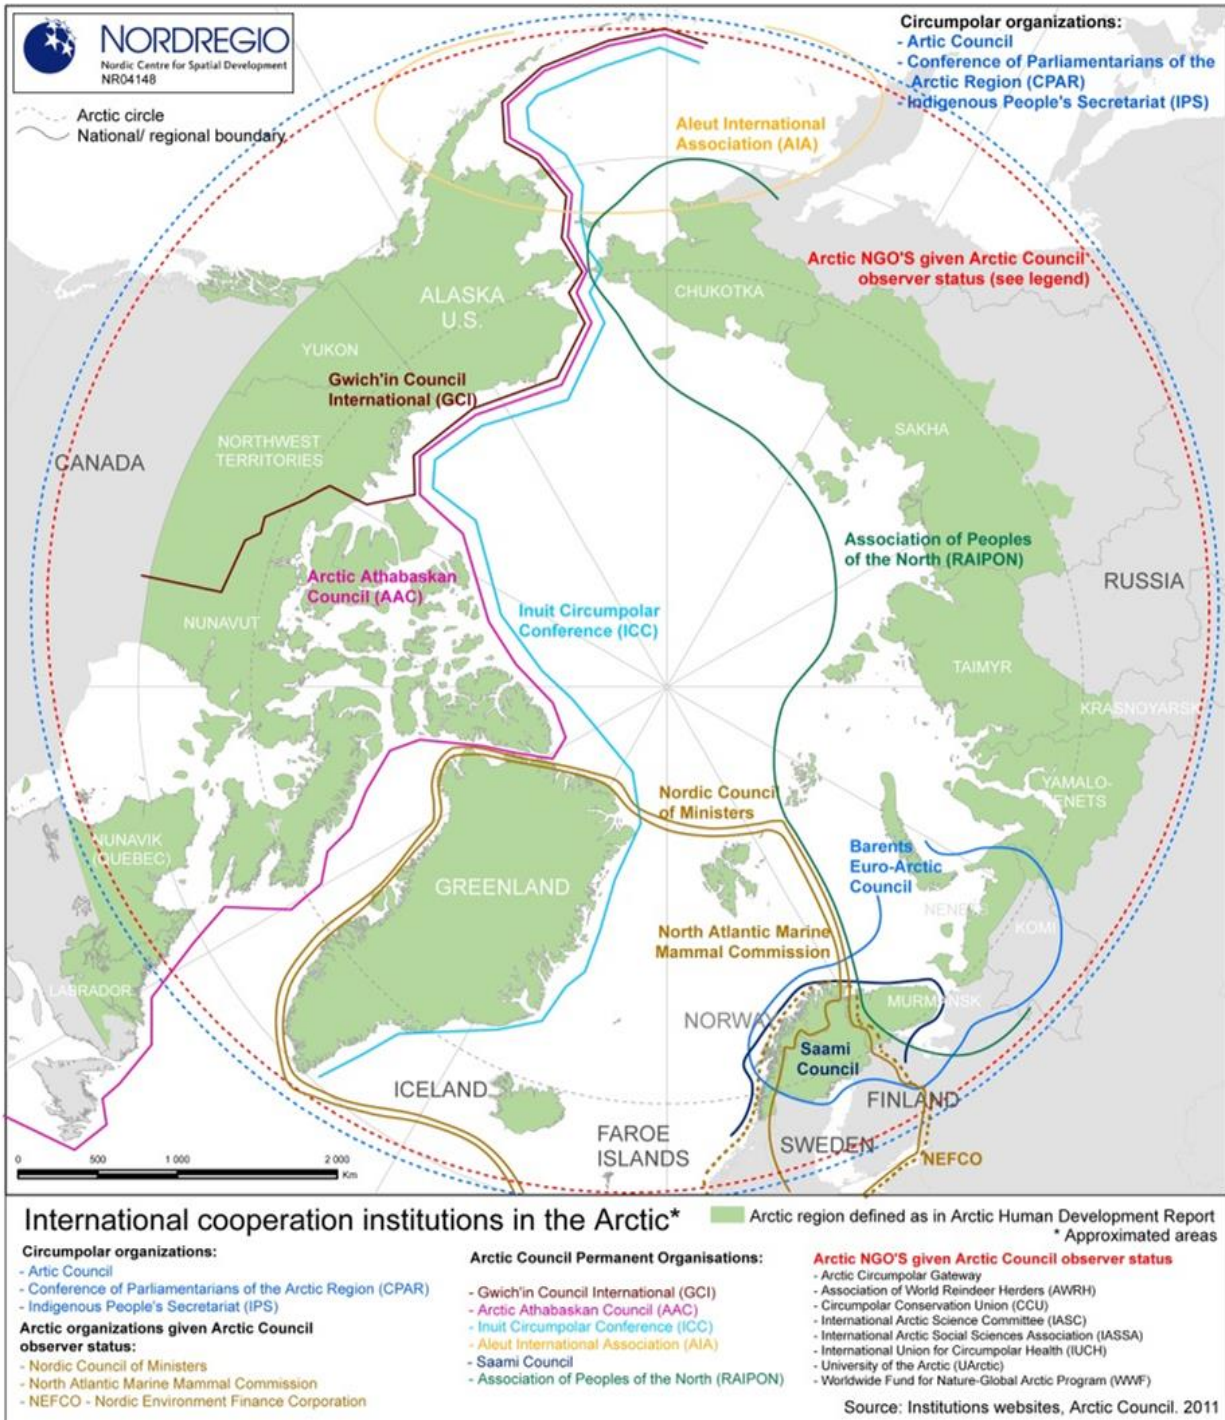 NORDREGIO
Nordic Centre for Spatial Development
NR04148
Arctic circle
National/ regional boundary
Circumpolar organizations:
- Artic Council
- Conference of Parliamentarians of the
Arctic Region (CPAR)
- Indigenous People's Secretariat (IPS)
Aleut International
Association (AIA)
Arctic NGO'S given Arctic Council
observer status (see legend)
ALASKA
U.S.
CHUKOTKA
YUKON
Gwich'in Council
International (GCI)
NORTHWEST
TERRITORIES
CANADA
SAKHA
Association of Peoples
of the North (RAIPON)
RUSSIA
Arctic Athabaskan
Council (AAC)
Inuit Circumpolar
Conference (ICC)
NUNAVUT
TAIMYR
KRASNOYARSK
YAMALO-
NENETS
Nordic Council
of Ministers
NUNAVIK
(QUEBEC)
Barents
Euro-Arctic
Council
GREENLAND
NENETS
KOMI
North Atlantic Marine
Mammal Commission
LABRADOR
MURMANSK
NORWAY
Saami
Council
ICELAND
FINLAND
FAROE
ISLANDS
SWEDEN
NEFCO
0 500 1 000 2 000
Km
International cooperation institutions in the Arctic*
Arctic region defined as in Arctic Human Development Report
* Approximated areas
Circumpolar organizations:
- Artic Council
- Conference of Parliamentarians of the Arctic Region (CPAR)
- Indigenous People's Secretariat (IPS)
Arctic organizations given Arctic Council
observer status:
- Nordic Council of Ministers
- North Atlantic Marine Mammal Commission
- NEFCO - Nordic Environment Finance Corporation
Arctic Council Permanent Organisations:
- Gwich'in Council International (GCI)
- Arctic Athabaskan Council (AAC)
- Inuit Circumpolar Conference (ICC)
- Aleut International Association (AIA)
- Saami Council
- Association of Peoples of the North (RAIPON)
Arctic NGO'S given Arctic Council observer status
- Arctic Circumpolar Gateway
- Association of World Reindeer Herders (AWRH)
- Circumpolar Conservation Union (CCU)
- International Arctic Science Committee (IASC)
- International Arctic Social Sciences Association (IASSA)
- International Union for Circumpolar Health (IUCH)
- University of the Arctic (UArctic)
- Worldwide Fund for Nature-Global Arctic Program (WWF)
Source: Institutions websites, Arctic Council. 2011